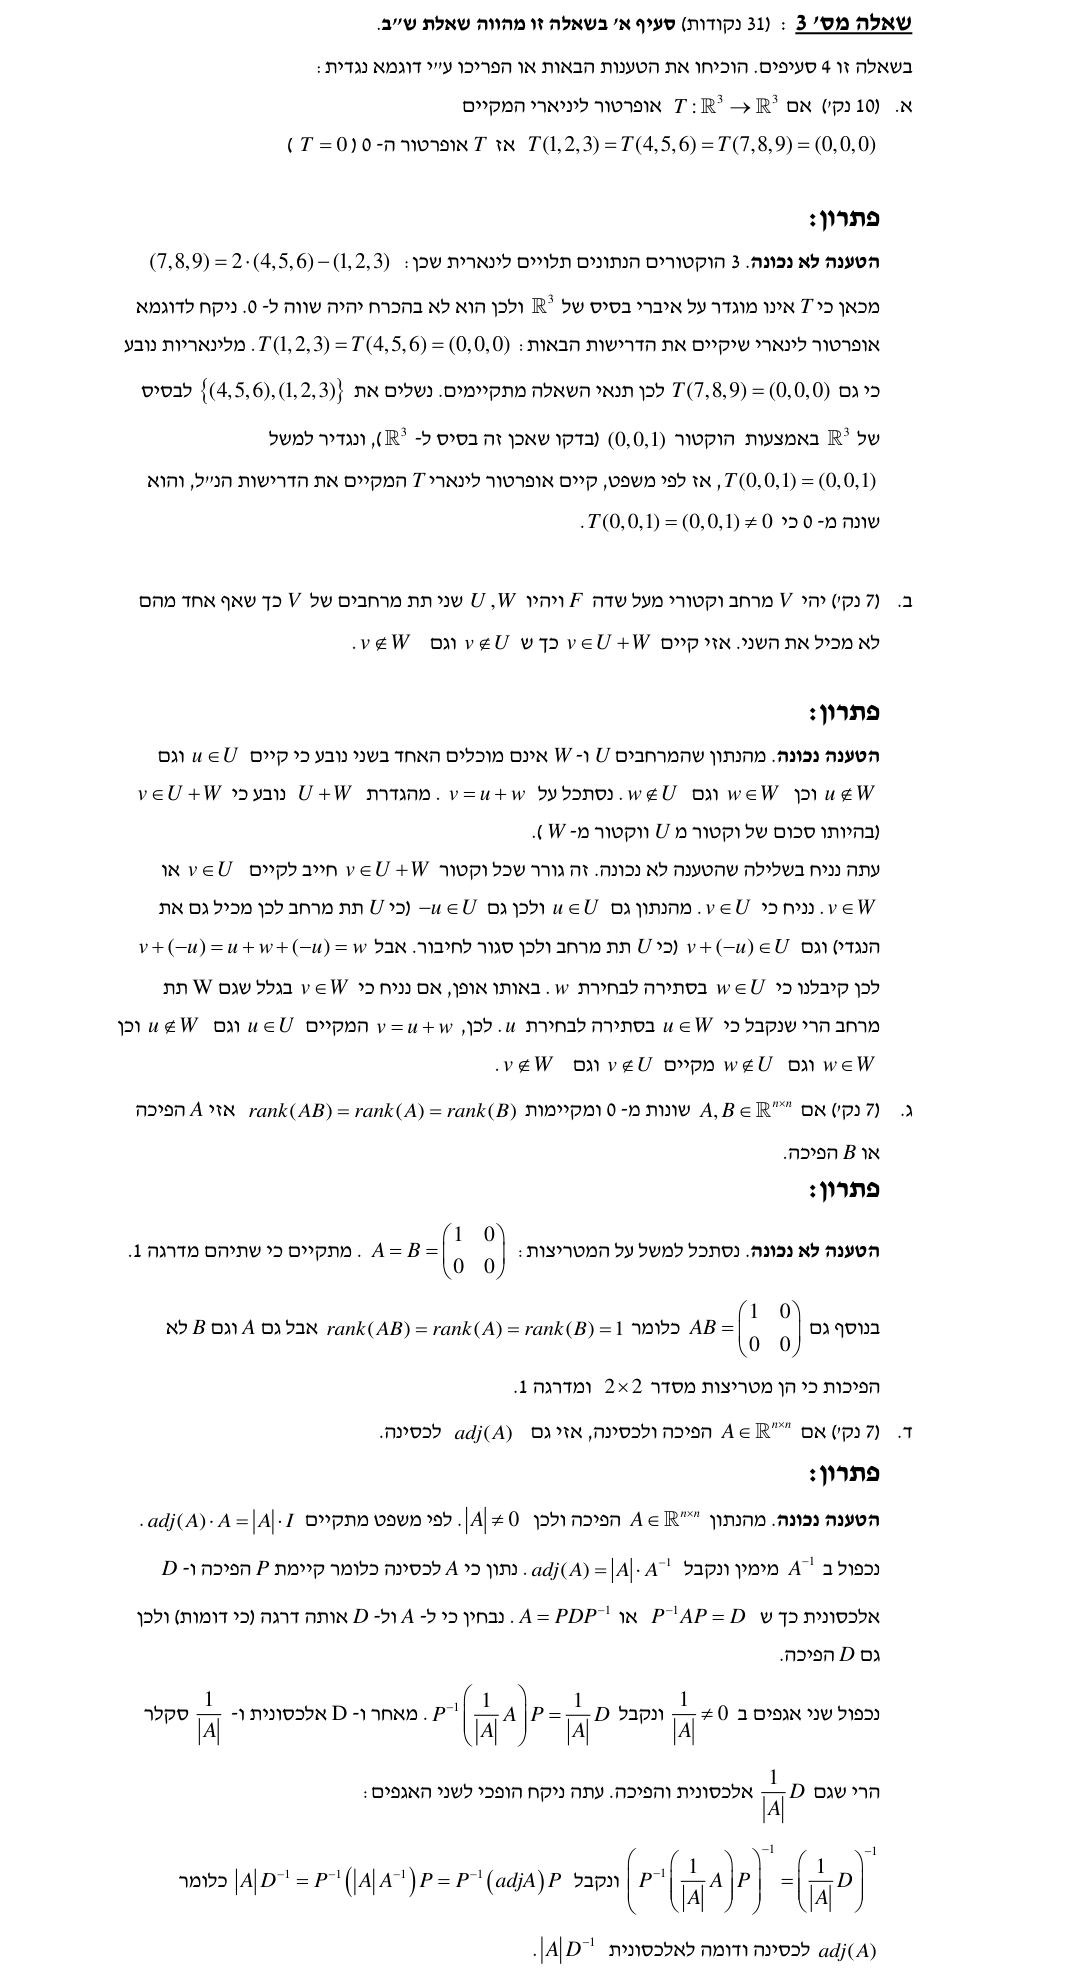 שאלה מס' 3 : (31 נקודות) סעיף א' בשאלה זו מהווה שאלת ש"ב.
בשאלה זו 4 סעיפים. הוכיחו את הטענות הבאות או הפריכו ע"י דוגמא נגדית:
א. (10 נק') אם T : ℝ³ → ℝ³ אופרטור ליניארי המקיים
T(1,2,3) = T(4,5,6) = T(7,8,9) = (0,0,0) אז T אופרטור ה- 0 (T = 0)
פתרון:
הטענה לא נכונה. 3 הוקטורים הנתונים תלויים לינארית שכן: (7,8,9) = 2·(4,5,6) − (1,2,3)
מכאן כי T אינו מוגדר על איברי בסיס של ℝ³ ולכן הוא לא בהכרח יהיה שווה ל- 0. ניקח לדוגמא
אופרטור לינארי שיקיים את הדרישות הבאות: T(1,2,3) = T(4,5,6) = (0,0,0). מלינאריות נובע
כי גם T(7,8,9) = (0,0,0) לכן תנאי השאלה מתקיימים. נשלים את {(4,5,6),(1,2,3)} לבסיס
של ℝ³ באמצעות הוקטור (0,0,1) (בדקו שאכן זה בסיס ל- ℝ³), ונגדיר למשל
T(0,0,1) = (0,0,1), אז לפי משפט, קיים אופרטור לינארי T המקיים את הדרישות הנ"ל, והוא
שונה מ- 0 כי T(0,0,1) = (0,0,1) ≠ 0.
ב. (7 נק') יהי V מרחב וקטורי מעל שדה F ויהיו U, W שני תת מרחבים של V כך שאף אחד מהם
לא מכיל את השני. אזי קיים v ∈ U + W כך ש v ∉ U וגם v ∉ W.
פתרון:
הטענה נכונה. מהנתון שהמרחבים U ו- W אינם מוכלים האחד בשני נובע כי קיים u ∈ U וגם
u ∉ W וכן w ∈ W וגם w ∉ U. נסתכל על v = u + w. מהגדרת U + W נובע כי v ∈ U + W
(בהיותו סכום של וקטור מ U ווקטור מ- W).
עתה נניח בשלילה שהטענה לא נכונה. זה גורר שכל וקטור v ∈ U + W חייב לקיים v ∈ U או
v ∈ W. נניח כי v ∈ U. מהנתון גם u ∈ U ולכן גם −u ∈ U (כי U תת מרחב לכן מכיל גם את
הנגדי) וגם v + (−u) ∈ U (כי U תת מרחב ולכן סגור לחיבור. אבל v + (−u) = u + w + (−u) = w
לכן קיבלנו כי w ∈ U בסתירה לבחירת w. באותו אופן, אם נניח כי v ∈ W בגלל שגם W תת
מרחב הרי שנקבל כי u ∈ W בסתירה לבחירת u. לכן, v = u + w המקיים u ∈ U וגם u ∉ W וכן
w ∈ W וגם w ∉ U מקיים v ∉ U וגם v ∉ W.
ג. (7 נק') אם A, B ∈ ℝⁿˣⁿ שונות מ- 0 ומקיימות rank(AB) = rank(A) = rank(B) אזי A הפיכה
או B הפיכה.
פתרון:
הטענה לא נכונה. נסתכל למשל על המטריצות: A = B = (1 0; 0 0). מתקיים כי שתיהם מדרגה 1.
בנוסף גם AB = (1 0; 0 0) כלומר rank(AB) = rank(A) = rank(B) = 1 אבל גם A וגם B לא
הפיכות כי הן מטריצות מסדר 2×2 ומדרגה 1.
ד. (7 נק') אם A ∈ ℝⁿˣⁿ הפיכה ולכסינה, אזי גם adj(A) לכסינה.
פתרון:
הטענה נכונה. מהנתון A ∈ ℝⁿˣⁿ הפיכה ולכן |A| ≠ 0. לפי משפט מתקיים adj(A)·A = |A|·I.
נכפול ב A⁻¹ מימין ונקבל adj(A) = |A|·A⁻¹. נתון כי A לכסינה כלומר קיימת P הפיכה ו- D
אלכסונית כך ש P⁻¹AP = D או A = PDP⁻¹. נבחין כי ל- A ול- D אותה דרגה (כי דומות) ולכן
גם D הפיכה.
נכפול שני אגפים ב 1/|A| ≠ 0 ונקבל P⁻¹(1/|A| A)P = 1/|A| D. מאחר ו- D אלכסונית ו- 1/|A| סקלר
הרי שגם 1/|A| D אלכסונית והפיכה. עתה ניקח הופכי לשני האגפים:
(P⁻¹(1/|A| A)P)⁻¹ = (1/|A| D)⁻¹ ונקבל |A|D⁻¹ = P⁻¹(|A|A⁻¹)P = P⁻¹(adjA)P כלומר
adj(A) לכסינה ודומה לאלכסונית |A|D⁻¹.